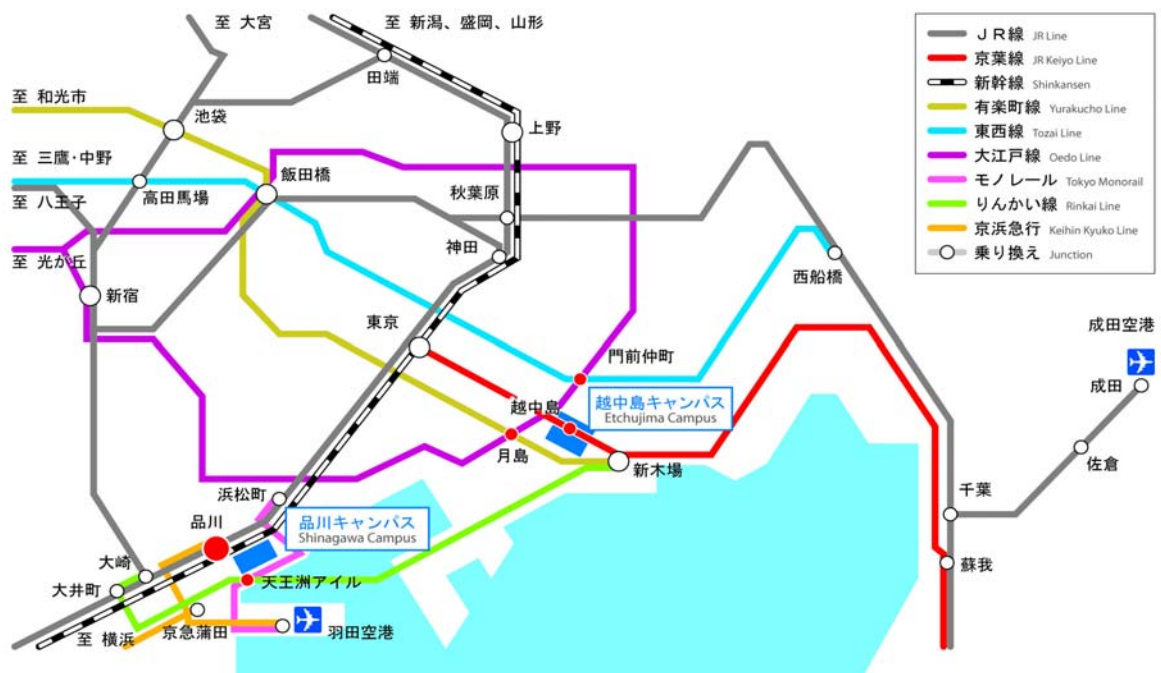 至 大宮
至 新潟、盛岡、山形
田端
至 和光市
池袋
上野
至 三鷹･中野
飯田橋
高田馬場
秋葉原
至 八王子
神田
至 光が丘
新宿
西船橋
東京
門前仲町
越中島
越中島キャンパス
Etchujima Campus
月島
新木場
浜松町
品川
品川キャンパス
Shinagawa Campus
大崎
大井町
天王洲アイル
至 横浜
京急蒲田
羽田空港
成田空港
成田
佐倉
千葉
蘇我
ＪＲ線 JR Line
京葉線 JR Keiyo Line
新幹線 Shinkansen
有楽町線 Yurakucho Line
東西線 Tozai Line
大江戸線 Oedo Line
モノレール Tokyo Monorail
りんかい線 Rinkai Line
京浜急行 Keihin Kyuko Line
乗り換え Junction